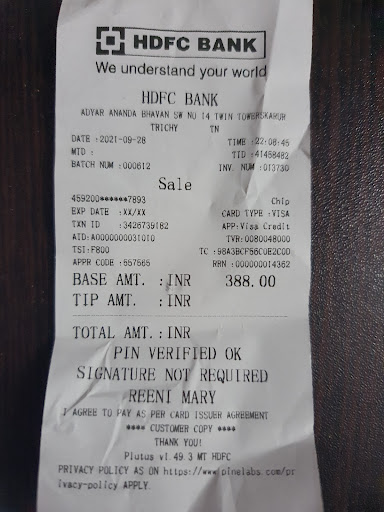 HDFC BANK
We understand your world
HDFC BANK
ADYAR ANANDA BHAVAN SW NO 14 TWIN TOWERSKARUR
TRICHY TN
DATE :2021-09-28 TIME :22:08:45
MID : TID :41458482
BATCH NUM :000612 INV. NUM :013730
Sale
459200******7893 Chip
EXP DATE :XX/XX CARD TYPE :VISA
TXN ID :3426739182 APP:Visa Credit
AID:A0000000031010 TVR:0080048000
TSI:F800 TC :98A3BCF56C0E2C0D
APPR CODE :657665 RRN :000000014362
BASE AMT. :INR 388.00
TIP AMT. :INR
TOTAL AMT.:INR
PIN VERIFIED OK
SIGNATURE NOT REQUIRED
REENI MARY
I AGREE TO PAY AS PER CARD ISSUER AGREEMENT
**** CUSTOMER COPY ****
THANK YOU!
Plutus v1.49.3 MT HDFC
PRIVACY POLICY AS ON https://www.pinelabs.com/pr
ivacy-policy APPLY.